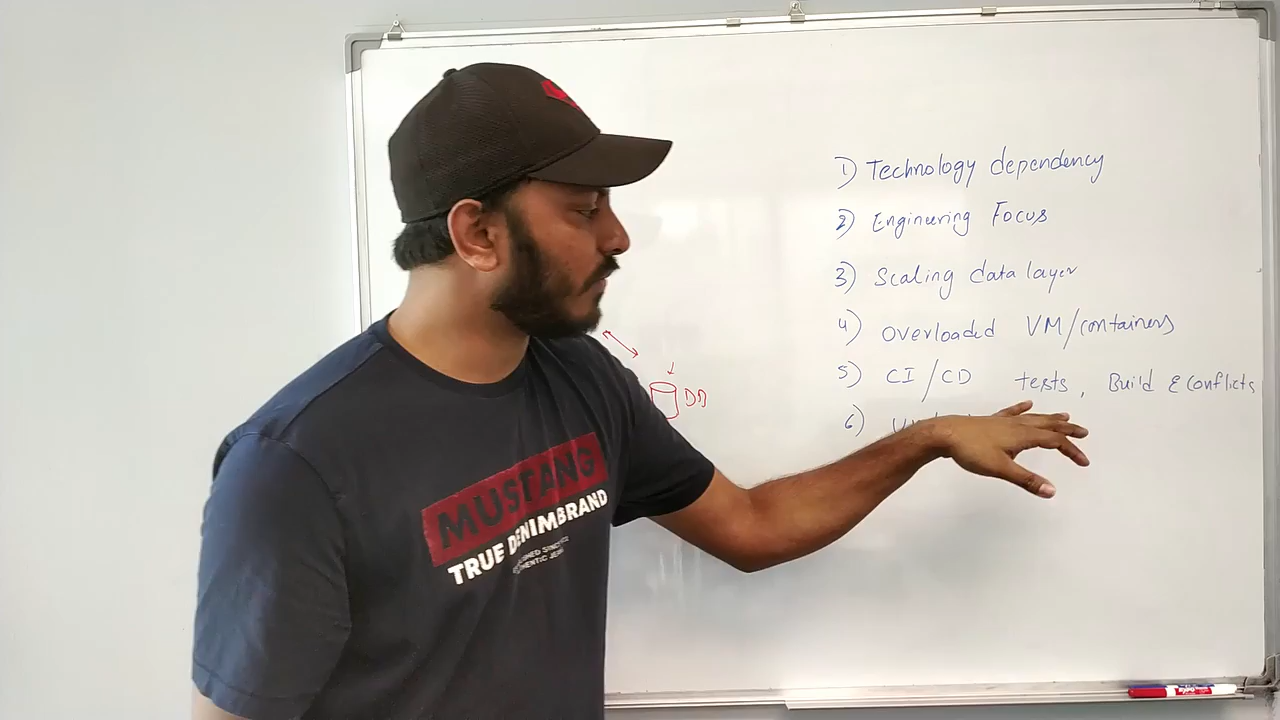 1) Technology dependency
2) Engineering Focus
3) Scaling data layer
4) Overloaded VM/containers
5) CI/CD tests, Build & conflicts
6)
MUSTANG
TRUE DENIMBRAND